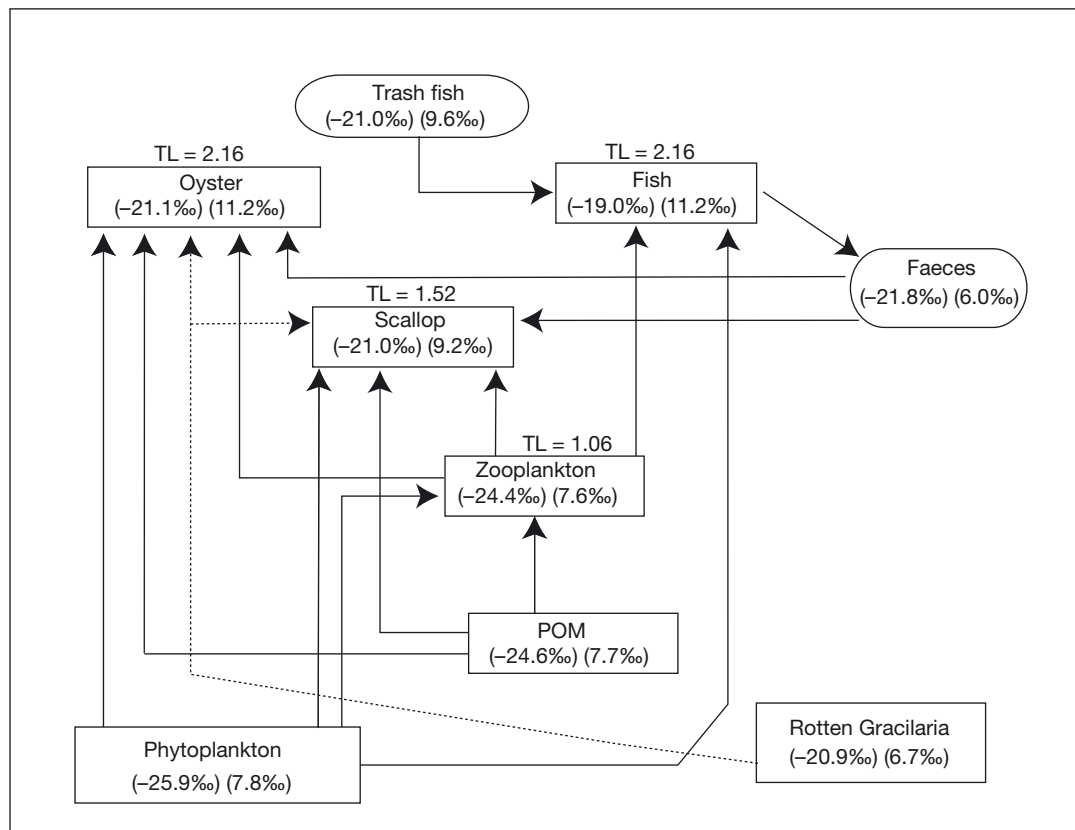 Trash fish
(–21.0‰) (9.6‰)
TL = 2.16
Oyster
(–21.1‰) (11.2‰)
TL = 2.16
Fish
(–19.0‰) (11.2‰)
Faeces
(–21.8‰) (6.0‰)
TL = 1.52
Scallop
(–21.0‰) (9.2‰)
TL = 1.06
Zooplankton
(–24.4‰) (7.6‰)
POM
(–24.6‰) (7.7‰)
Phytoplankton
(–25.9‰) (7.8‰)
Rotten Gracilaria
(–20.9‰) (6.7‰)